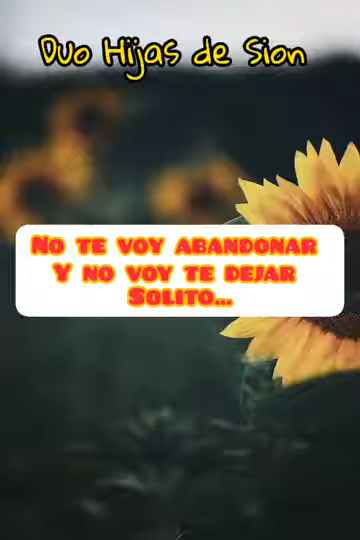 Duo Hijas de Sion
No te voy abandonar
Y no voy te dejar
Solito...